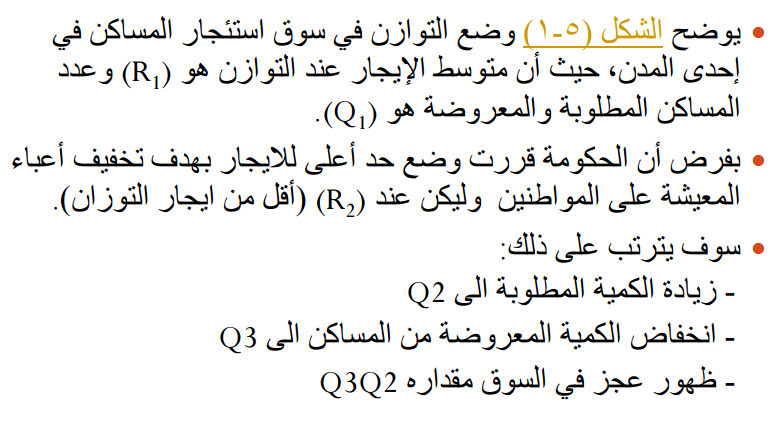 • يوضح الشكل (٥-١) وضع التوازن في سوق استئجار المساكن في
إحدى المدن، حيث أن متوسط الإيجار عند التوازن هو (R₁) وعدد
المساكن المطلوبة والمعروضة هو (Q₁).
• بفرض أن الحكومة قررت وضع حد أعلى للايجار بهدف تخفيف أعباء
المعيشة على المواطنين وليكن عند (R₂) (أقل من ايجار التوزان).
• سوف يترتب على ذلك:
- زيادة الكمية المطلوبة الى Q2
- انخفاض الكمية المعروضة من المساكن الى Q3
- ظهور عجز في السوق مقداره Q3Q2